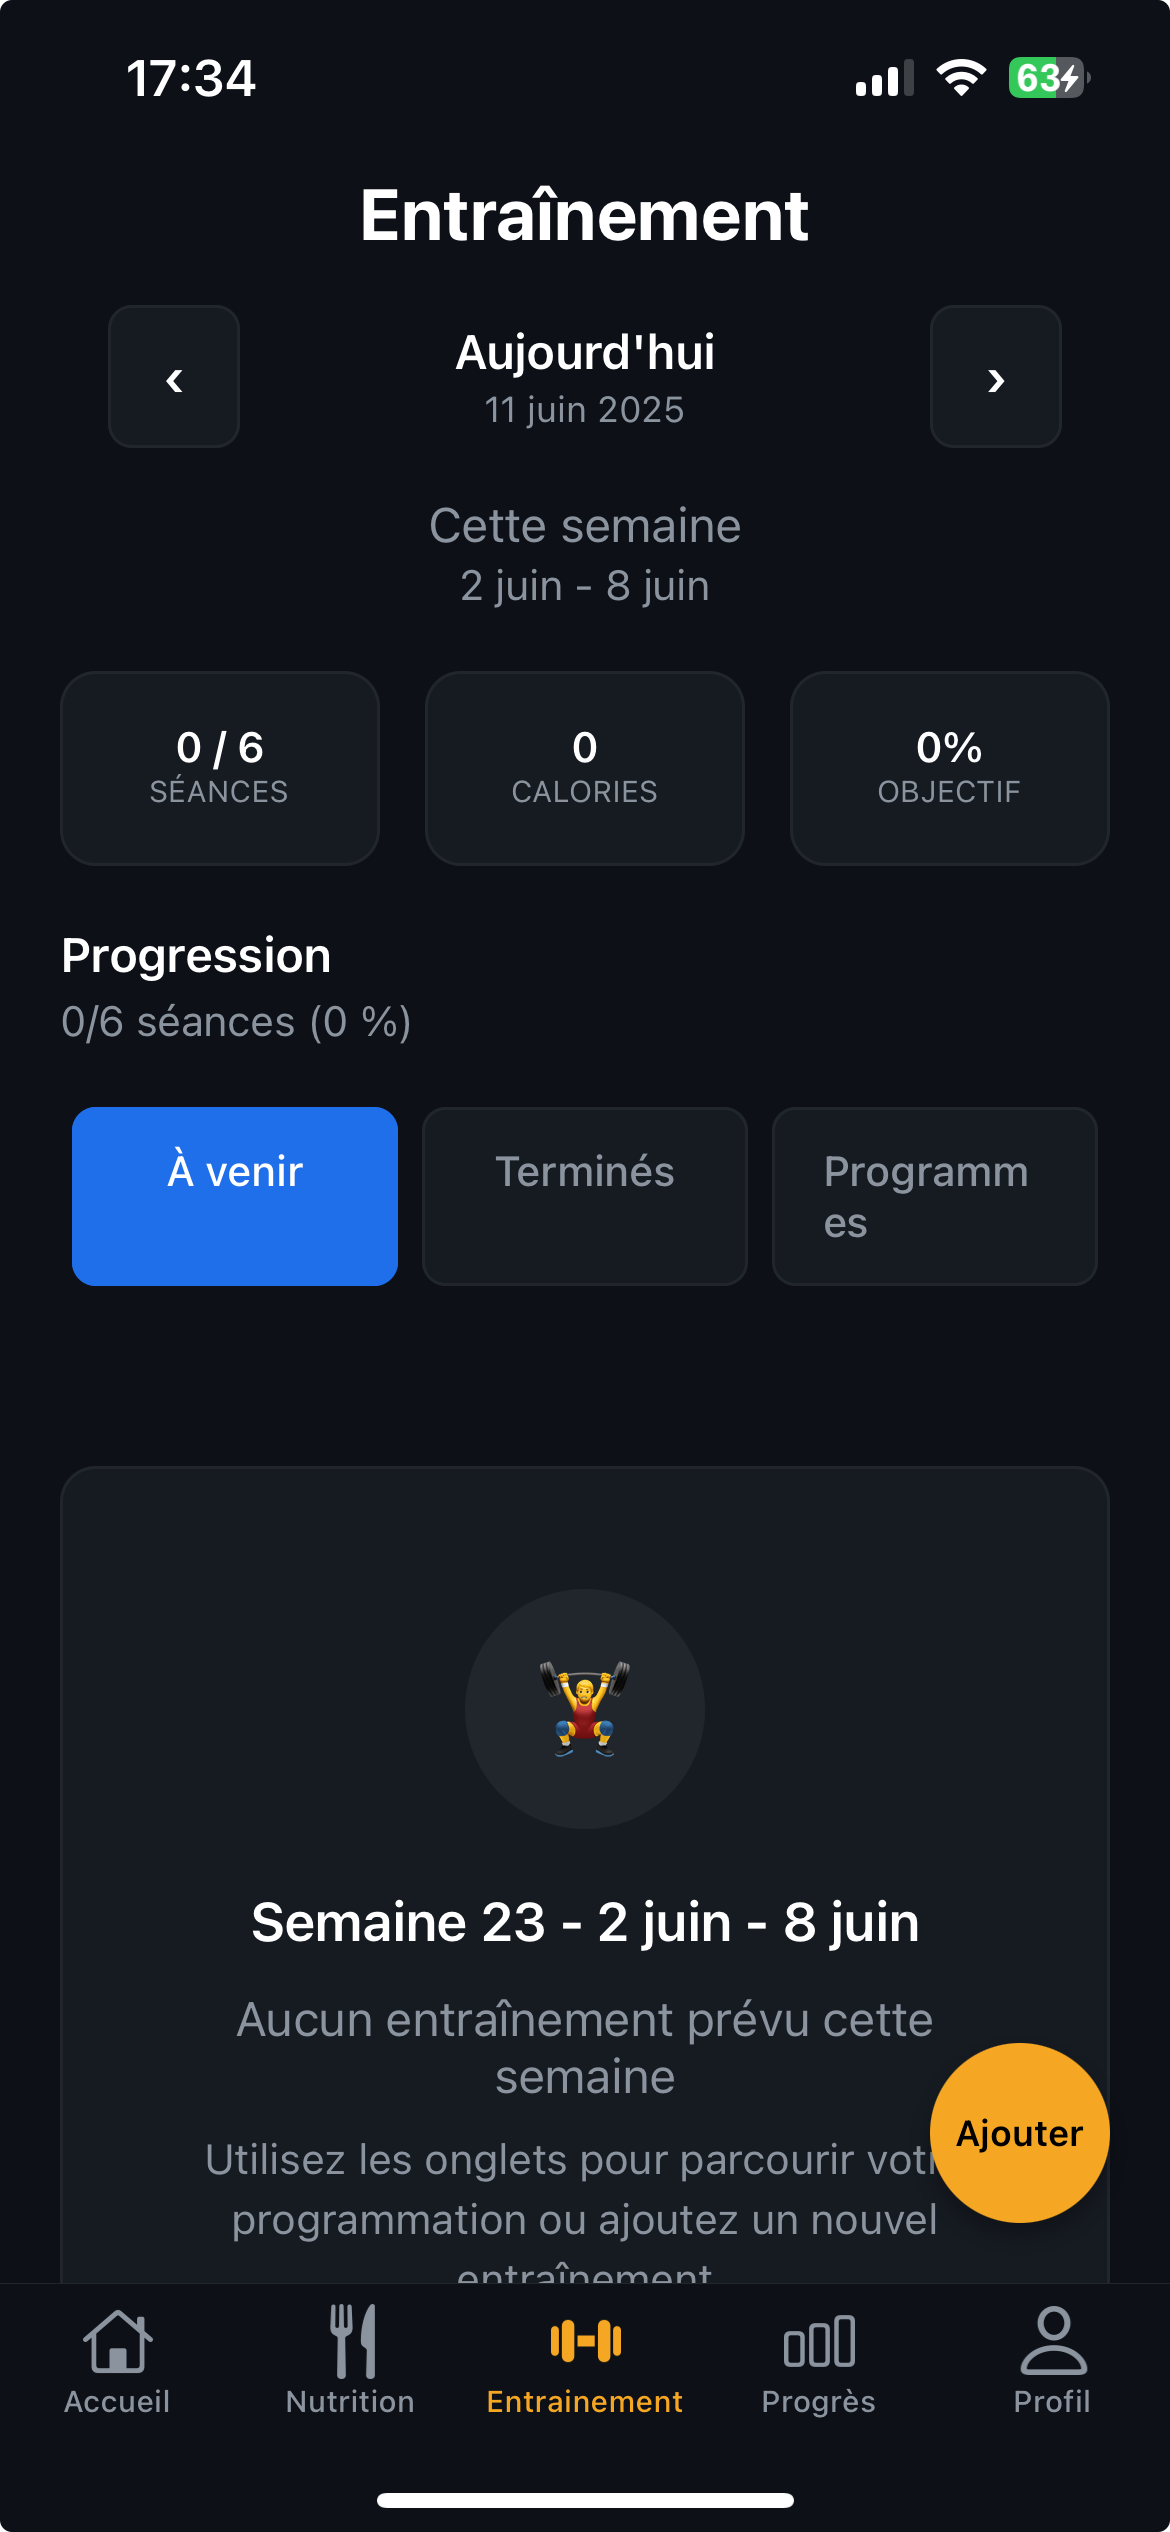 17:34
63
Entraînement
‹
Aujourd'hui
›
11 juin 2025
Cette semaine
2 juin - 8 juin
0 / 6
0
0%
SÉANCES
CALORIES
OBJECTIF
Progression
0/6 séances (0 %)
À venir
Terminés
Programm
es
Semaine 23 - 2 juin - 8 juin
Aucun entraînement prévu cette
semaine
Utilisez les onglets pour parcourir votr
Ajouter
programmation ou ajoutez un nouvel
entraînement
Accueil
Nutrition
Entrainement
Progrès
Profil